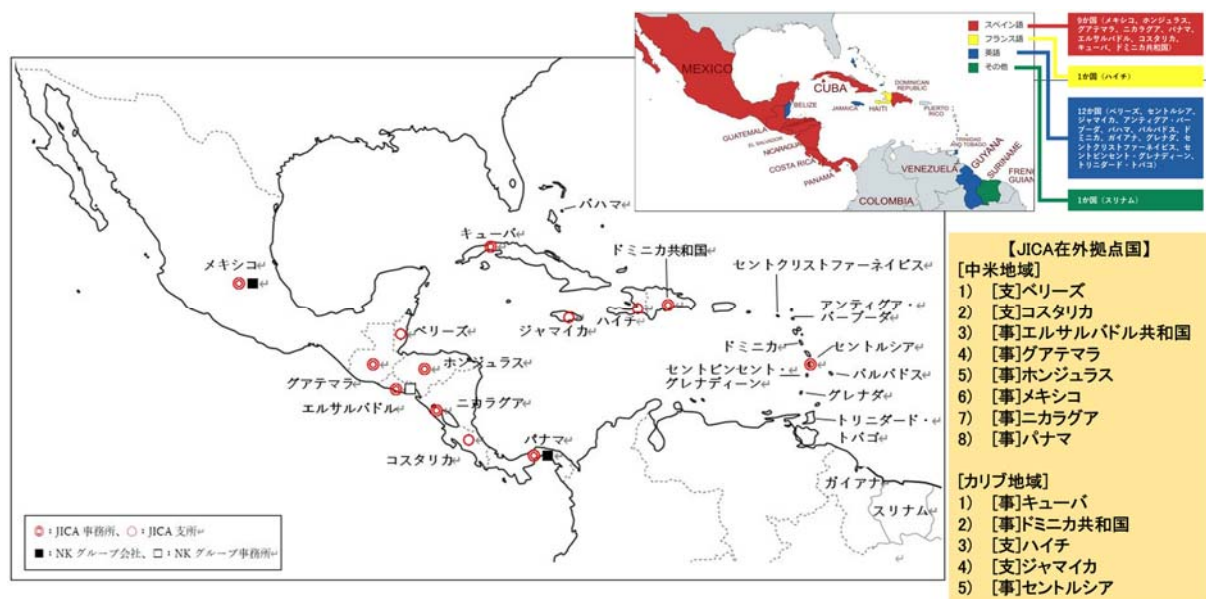 スペイン語
フランス語
英語
その他
9か国（メキシコ、ホンジュラス、
グアテマラ、ニカラグア、パナマ、
エルサルバドル、コスタリカ、
キューバ、ドミニカ共和国）
1か国（ハイチ）
12か国（ベリーズ、セントルシア、
ジャマイカ、アンティグア・バー
ブーダ、バハマ、バルバドス、ド
ミニカ、ガイアナ、グレナダ、セ
ントクリストファーネイビス、セ
ントビンセント・グレナディーン、
トリニダード・トバコ）
1か国（スリナム）
MEXICO
CUBA
DOMINICAN
REPUBLIC
BELIZE
JAMAICA
HAITI
PUERTO
RICO
GUATEMALA
EL SALVADOR
NICARAGUA
COSTA RICA
PANAMA
TRINIDAD
AND TOBAGO
VENEZUELA
GUYANA
SURINAME
FRENC
GUIAN
COLOMBIA
バハマ↵
キューバ↵
ドミニカ共和国↵
メキシコ↵
セントクリストファーネイビス↵
アンティグア・
バーブーダ↵
ジャマイカ↵
ハイチ↵
ベリーズ↵
ドミニカ↵
セントルシア↵
ホンジュラス↵
セントビンセント・
グレナディーン↵
バルバドス↵
グアテマラ↵
グレナダ↵
エルサルバドル↵
ニカラグア↵
トリニダード・
トバゴ↵
パナマ↵
コスタリカ↵
ガイアナ↵
スリナム↵
：JICA 事務所、○：JICA 支所↵
■：NK グループ会社、□：NK グループ事務所↵
【JICA在外拠点国】
[中米地域]
1) [支]ベリーズ
2) [支]コスタリカ
3) [事]エルサルバドル共和国
4) [事]グアテマラ
5) [事]ホンジュラス
6) [事]メキシコ
7) [事]ニカラグア
8) [事]パナマ
[カリブ地域]
1) [事]キューバ
2) [事]ドミニカ共和国
3) [支]ハイチ
4) [支]ジャマイカ
5) [事]セントルシア